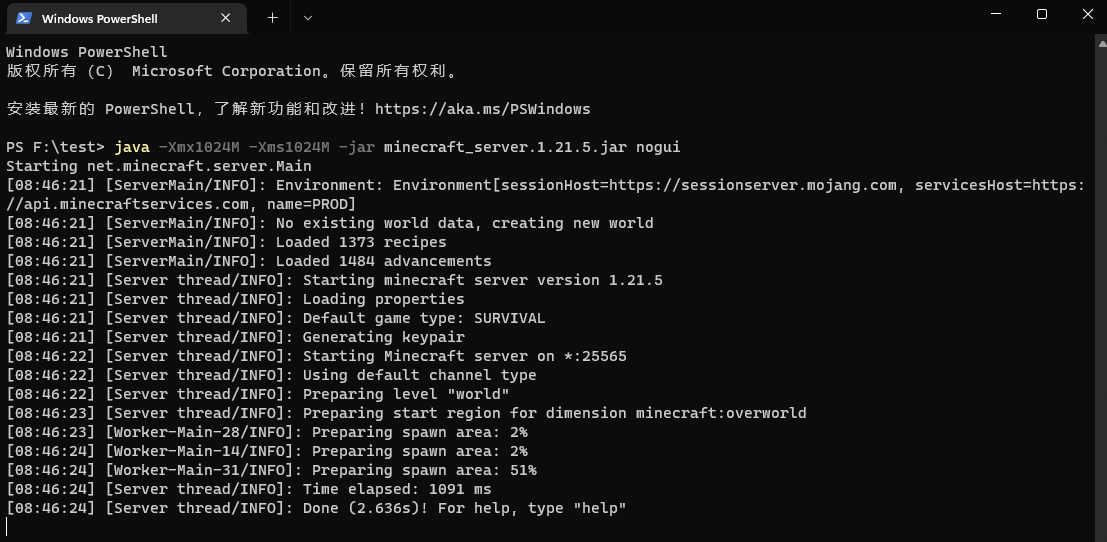 Windows PowerShell
Windows PowerShell
版权所有 (C)  Microsoft Corporation。保留所有权利。
安装最新的 PowerShell，了解新功能和改进！https://aka.ms/PSWindows
PS F:\test> java -Xmx1024M -Xms1024M -jar minecraft_server.1.21.5.jar nogui
Starting net.minecraft.server.Main
[08:46:21] [ServerMain/INFO]: Environment: Environment[sessionHost=https://sessionserver.mojang.com, servicesHost=https:
//api.minecraftservices.com, name=PROD]
[08:46:21] [ServerMain/INFO]: No existing world data, creating new world
[08:46:21] [ServerMain/INFO]: Loaded 1373 recipes
[08:46:21] [ServerMain/INFO]: Loaded 1484 advancements
[08:46:21] [Server thread/INFO]: Starting minecraft server version 1.21.5
[08:46:21] [Server thread/INFO]: Loading properties
[08:46:21] [Server thread/INFO]: Default game type: SURVIVAL
[08:46:21] [Server thread/INFO]: Generating keypair
[08:46:22] [Server thread/INFO]: Starting Minecraft server on *:25565
[08:46:22] [Server thread/INFO]: Using default channel type
[08:46:22] [Server thread/INFO]: Preparing level "world"
[08:46:23] [Server thread/INFO]: Preparing start region for dimension minecraft:overworld
[08:46:23] [Worker-Main-28/INFO]: Preparing spawn area: 2%
[08:46:24] [Worker-Main-14/INFO]: Preparing spawn area: 2%
[08:46:24] [Worker-Main-31/INFO]: Preparing spawn area: 51%
[08:46:24] [Server thread/INFO]: Time elapsed: 1091 ms
[08:46:24] [Server thread/INFO]: Done (2.636s)! For help, type "help"